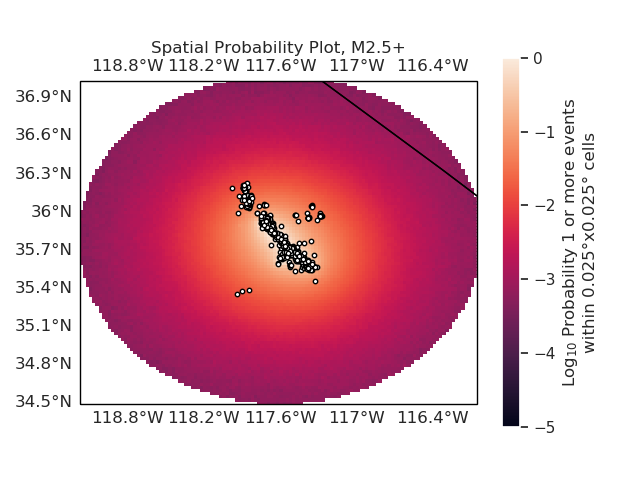 Spatial Probability Plot, M2.5+
118.8°W 118.2°W 117.6°W 117°W 116.4°W
36.9°N
36.6°N
36.3°N
36°N
35.7°N
35.4°N
35.1°N
34.8°N
34.5°N
118.8°W 118.2°W 117.6°W 117°W 116.4°W
0
−1
−2
−3
−4
−5
Log₁₀ Probability 1 or more events
within 0.025°x0.025° cells